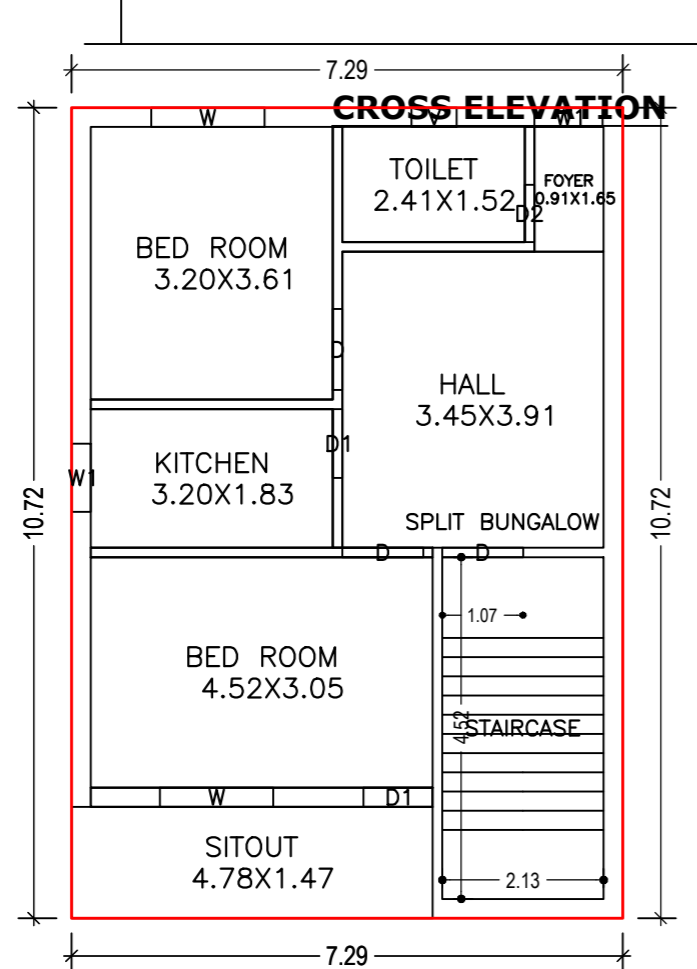 7.29
CROSS ELEVATION
W
V
W1
TOILET
2.41X1.52
FOYER
0.91X1.65
D2
BED ROOM
3.20X3.61
D
HALL
3.45X3.91
D1
KITCHEN
3.20X1.83
W1
10.72
10.72
SPLIT BUNGALOW
D
D
1.07
BED ROOM
4.52X3.05
4.52
STAIRCASE
W
D1
SITOUT
4.78X1.47
2.13
7.29